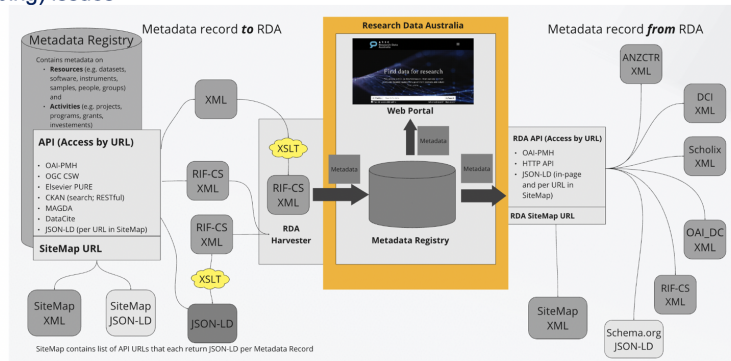 ping) issues
Metadata record to RDA
Research Data Australia
Metadata record from RDA
Metadata Registry
Contains metadata on
- Resources (e.g. datasets,
software, instruments,
samples, people, groups)
and
- Activities (e.g. projects,
programs, grants,
investements)
API (Access by URL)
• OAI-PMH
• OGC CSW
• Elsevier PURE
• CKAN (search; RESTful)
• MAGDA
• DataCite
• JSON-LD (per URL in SiteMap)
SiteMap URL
SiteMap
XML
SiteMap
JSON-LD
XML
RIF-CS
XML
RIF-CS
XML
XSLT
JSON-LD
XSLT
RIF-CS
XML
RDA
Harvester
Metadata
Find data for research
Web Portal
Metadata
Metadata
Metadata Registry
RDA API (Access by URL)
• OAI-PMH
• HTTP API
• JSON-LD (in-page
and per URL in
SiteMap)
RDA SiteMap URL
SiteMap
XML
ANZCTR
XML
DCI
XML
Scholix
XML
OAI_DC
XML
RIF-CS
XML
Schema.org
JSON-LD
SiteMap contains list of API URLs that each return JSON-LD per Metadata Record